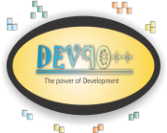 DEV90
The power of Development